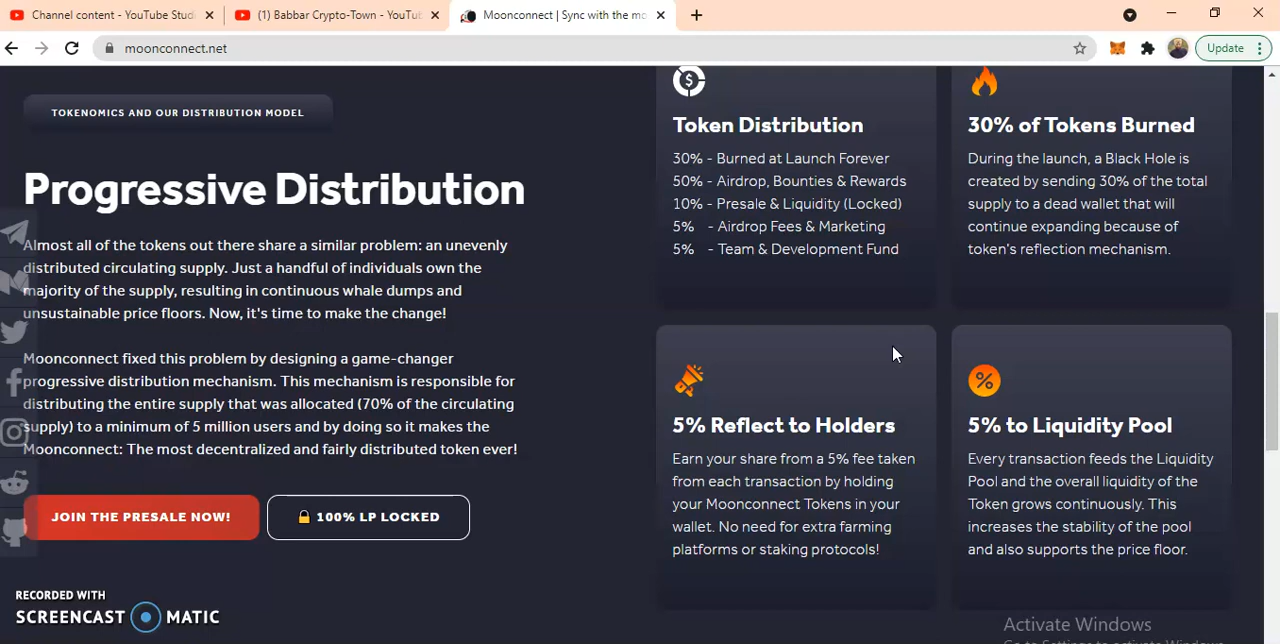 Channel content - YouTube Stud
(1) Babbar Crypto-Town - YouTu
Moonconnect | Sync with the mo
moonconnect.net
Update
TOKENOMICS AND OUR DISTRIBUTION MODEL
Progressive Distribution
Almost all of the tokens out there share a similar problem: an unevenly
distributed circulating supply. Just a handful of individuals own the
majority of the supply, resulting in continuous whale dumps and
unsustainable price floors. Now, it's time to make the change!
Moonconnect fixed this problem by designing a game-changer
progressive distribution mechanism. This mechanism is responsible for
distributing the entire supply that was allocated (70% of the circulating
supply) to a minimum of 5 million users and by doing so it makes the
Moonconnect: The most decentralized and fairly distributed token ever!
JOIN THE PRESALE NOW!
100% LP LOCKED
Token Distribution
30% - Burned at Launch Forever
50% - Airdrop, Bounties & Rewards
10% - Presale & Liquidity (Locked)
5% - Airdrop Fees & Marketing
5% - Team & Development Fund
30% of Tokens Burned
During the launch, a Black Hole is
created by sending 30% of the total
supply to a dead wallet that will
continue expanding because of
token's reflection mechanism.
5% Reflect to Holders
Earn your share from a 5% fee taken
from each transaction by holding
your Moonconnect Tokens in your
wallet. No need for extra farming
platforms or staking protocols!
5% to Liquidity Pool
Every transaction feeds the Liquidity
Pool and the overall liquidity of the
Token grows continuously. This
increases the stability of the pool
and also supports the price floor.
RECORDED WITH
SCREENCAST MATIC
Activate Windows